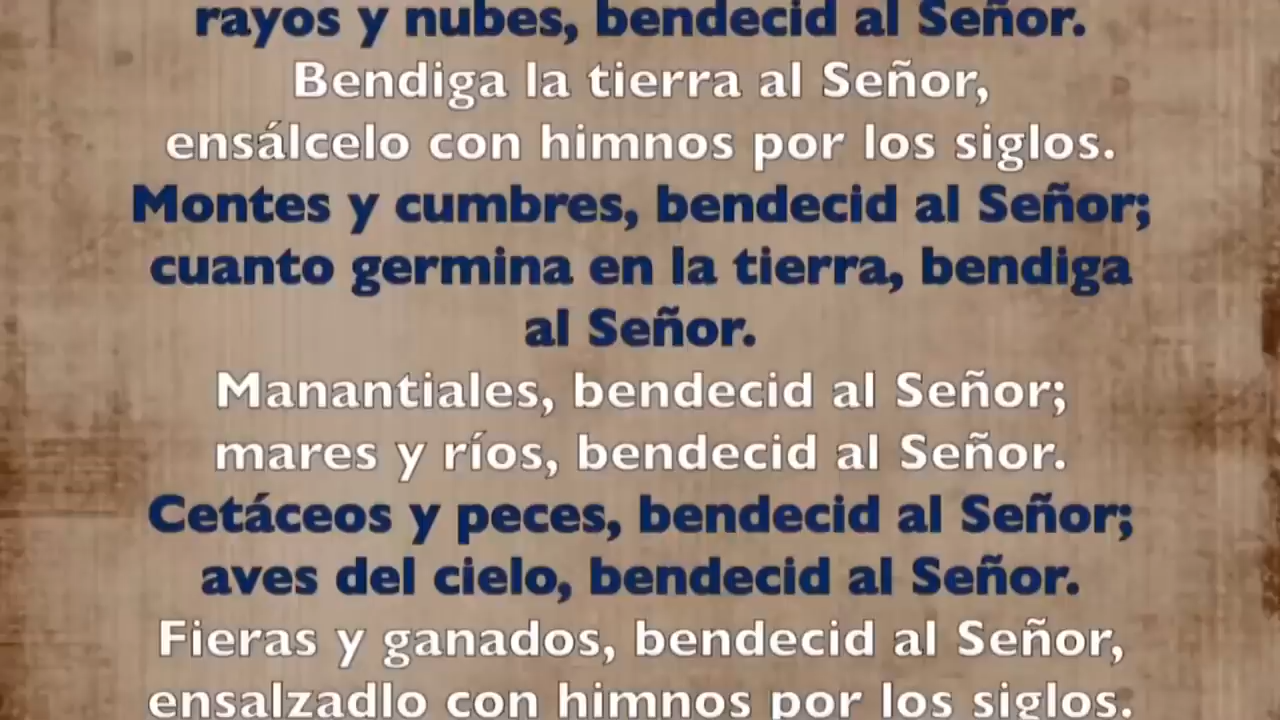 rayos y nubes, bendecid al Señor.
Bendiga la tierra al Señor,
ensálcelo con himnos por los siglos.
Montes y cumbres, bendecid al Señor;
cuanto germina en la tierra, bendiga
al Señor.
Manantiales, bendecid al Señor;
mares y ríos, bendecid al Señor.
Cetáceos y peces, bendecid al Señor;
aves del cielo, bendecid al Señor.
Fieras y ganados, bendecid al Señor,
ensalzadlo con himnos por los siglos.